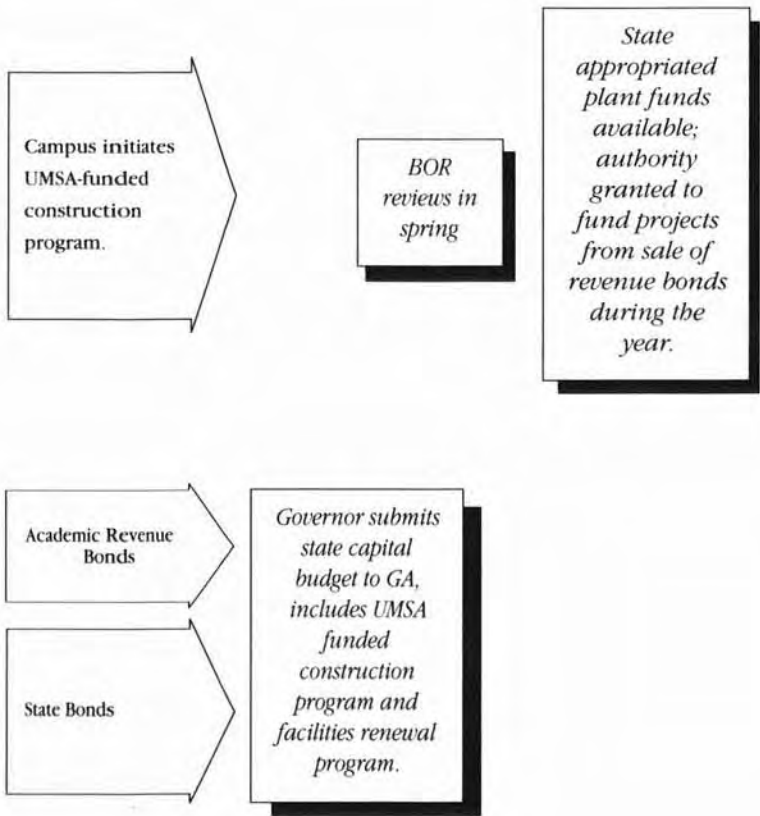 Campus initiates
UMSA-funded
construction
program.
BOR
reviews in
spring
State
appropriated
plant funds
available;
authority
granted to
fund projects
from sale of
revenue bonds
during the
year.
Academic Revenue
Bonds
State Bonds
Governor submits
state capital
budget to GA,
includes UMSA
funded
construction
program and
facilities renewal
program.